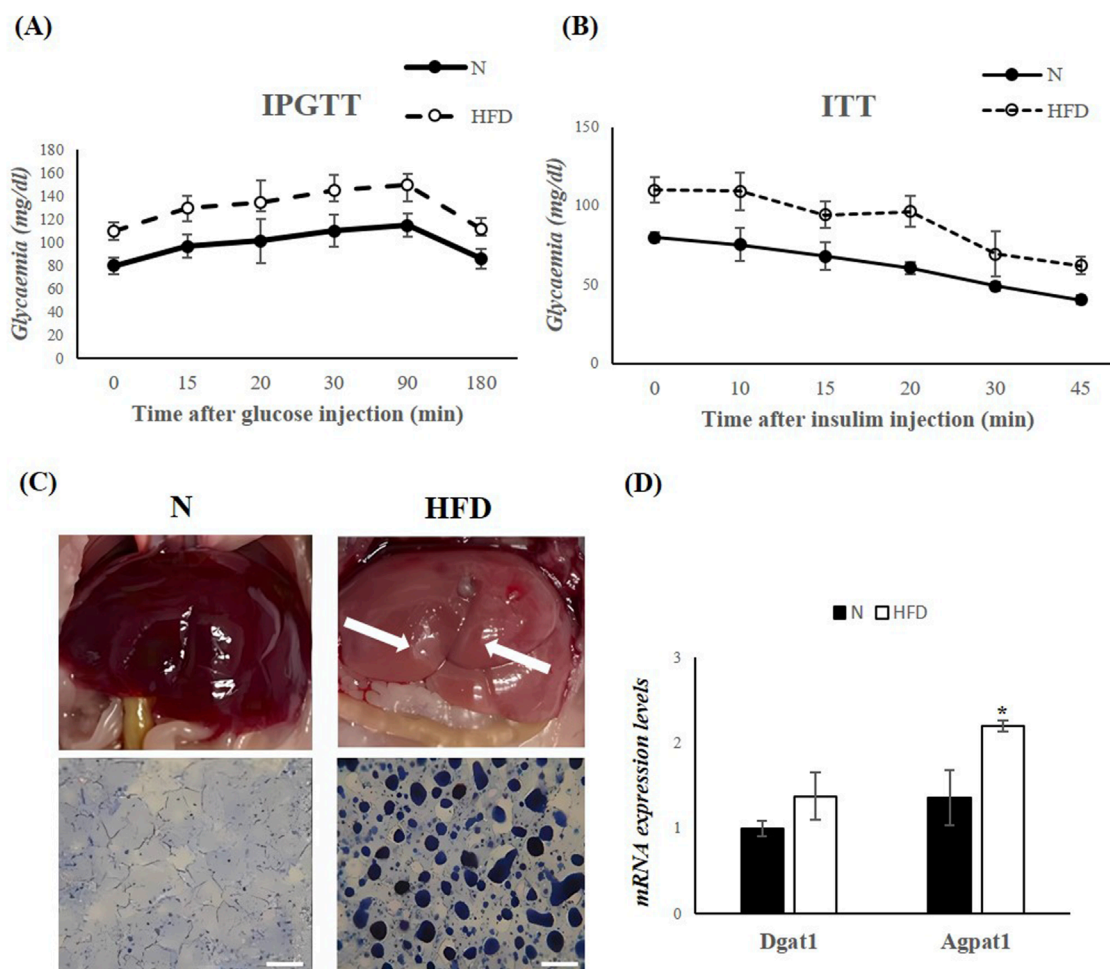 (A)
N
HFD
IPGTT
Glycaemia (mg/dl)
180
160
140
120
100
80
60
40
20
0
0 15 20 30 90 180
Time after glucose injection (min)
(B)
N
HFD
ITT
Glycaemia (mg/dl)
150
100
50
0
0 10 15 20 30 45
Time after insulim injection (min)
(C)
N HFD
(D)
N HFD
mRNA expression levels
3
2
1
0
*
Dgat1 Agpat1